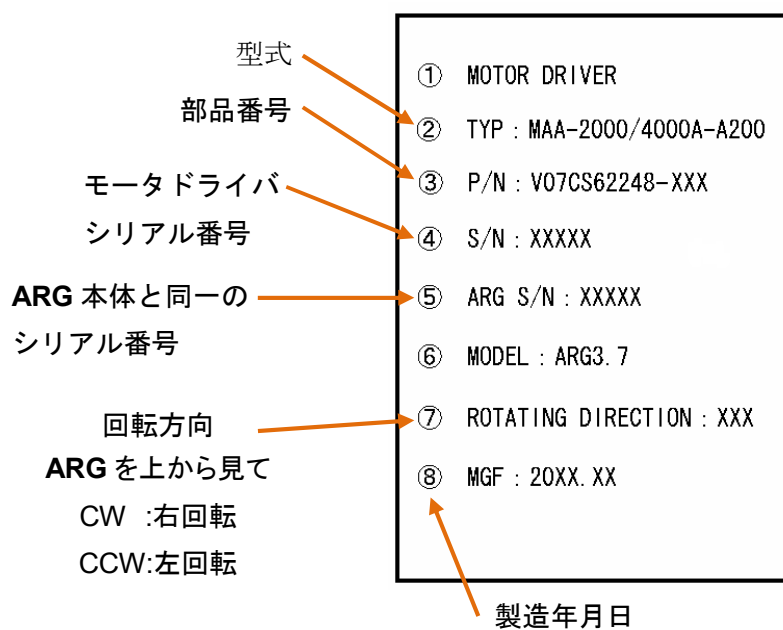 型式
部品番号
モータドライバ
シリアル番号
ARG 本体と同一の
シリアル番号
回転方向
ARG を上から見て
CW :右回転
CCW:左回転
① MOTOR DRIVER
② TYP : MAA-2000/4000A-A200
③ P/N : V07CS62248-XXX
④ S/N : XXXXX
⑤ ARG S/N : XXXXX
⑥ MODEL : ARG3.7
⑦ ROTATING DIRECTION : XXX
⑧ MGF : 20XX.XX
製造年月日